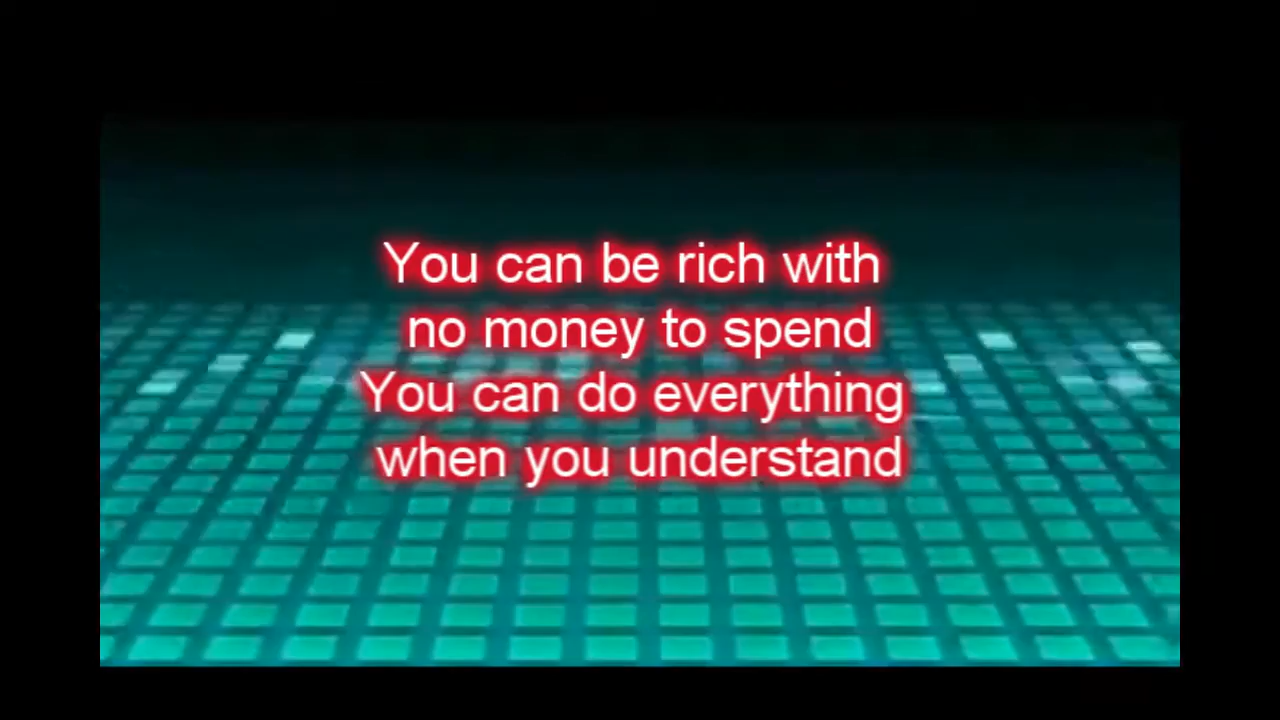 You can be rich with
no money to spend
You can do everything
when you understand